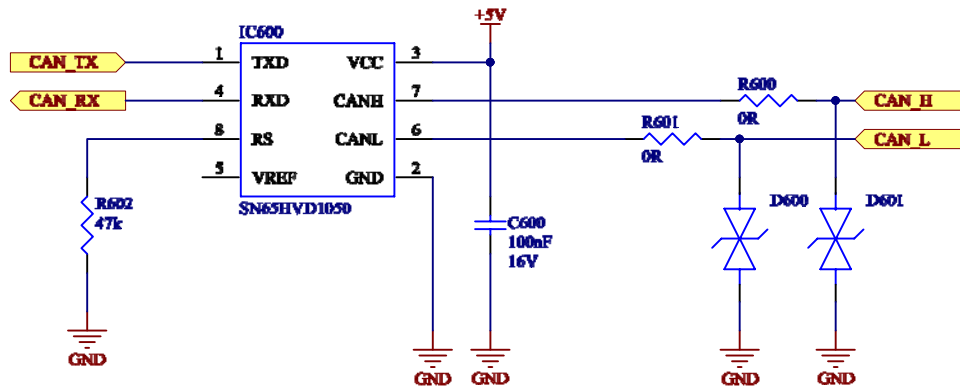 IC600
+5V
1 TXD VCC 3
CAN_TX
4 RXD CANH 7
CAN_RX
R600
0R
CAN_H
8 RS CANL 6
R601
0R
CAN_L
5 VREF GND 2
SN65HVD1050
R602
47k
C600
100nF
16V
D600
D601
GND
GND
GND
GND
GND